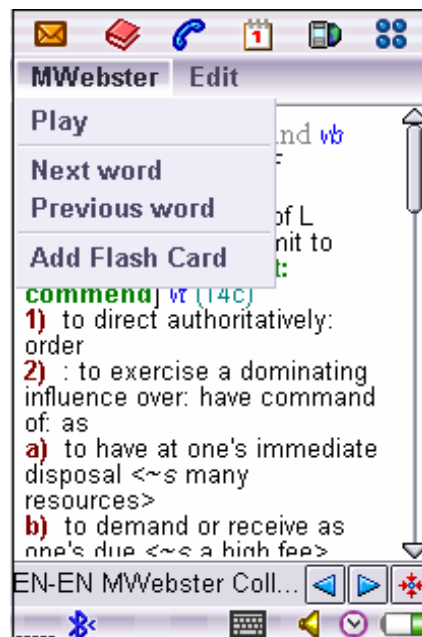 1
MWebster Edit
Play
Next word
Previous word
Add Flash Card
nd vb
F
of L
mit to
t:
commend] vt (14c)
1) to direct authoritatively:
order
2) : to exercise a dominating
influence over: have command
of: as
a) to have at one's immediate
disposal <~s many
resources>
b) to demand or receive as
one's due <~s a high fee>
EN-EN MWebster Coll...